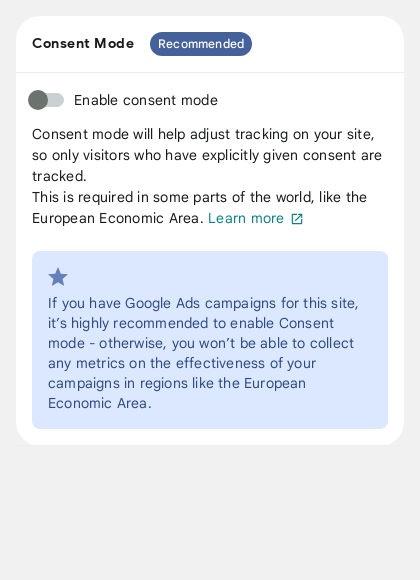 Consent Mode Recommended
Enable consent mode
Consent mode will help adjust tracking on your site,
so only visitors who have explicitly given consent are
tracked.
This is required in some parts of the world, like the
European Economic Area. Learn more
If you have Google Ads campaigns for this site,
it’s highly recommended to enable Consent
mode - otherwise, you won’t be able to collect
any metrics on the effectiveness of your
campaigns in regions like the European
Economic Area.